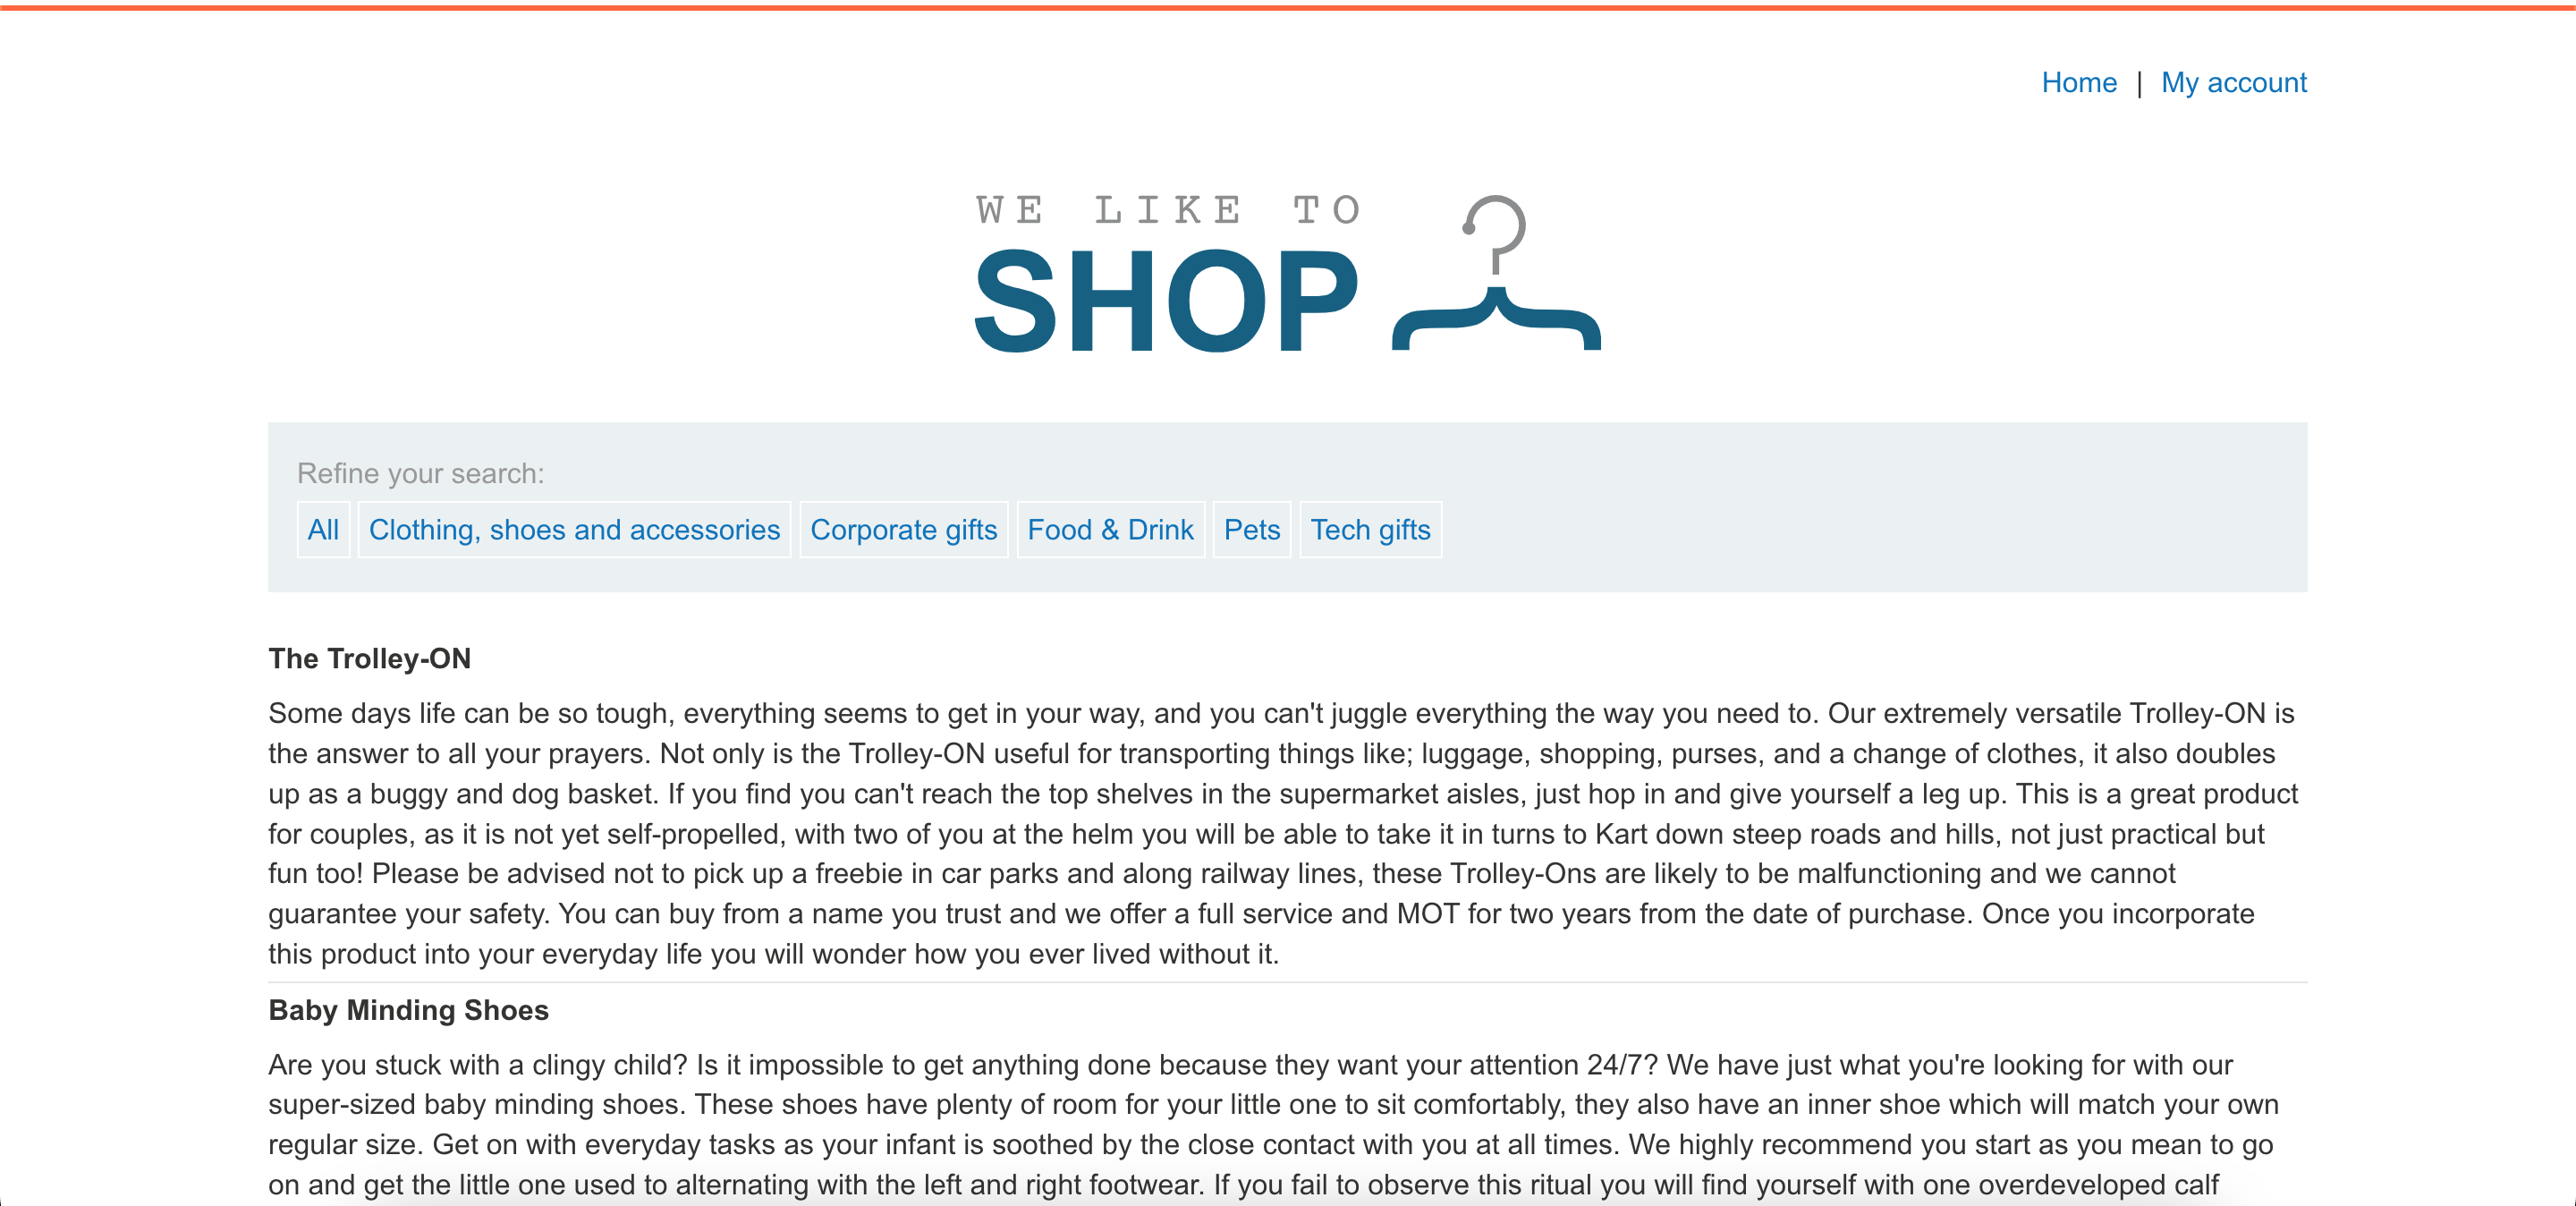 Home | My account
WE LIKE TO
SHOP
Refine your search:
All Clothing, shoes and accessories Corporate gifts Food & Drink Pets Tech gifts
The Trolley-ON
Some days life can be so tough, everything seems to get in your way, and you can't juggle everything the way you need to. Our extremely versatile Trolley-ON is
the answer to all your prayers. Not only is the Trolley-ON useful for transporting things like; luggage, shopping, purses, and a change of clothes, it also doubles
up as a buggy and dog basket. If you find you can't reach the top shelves in the supermarket aisles, just hop in and give yourself a leg up. This is a great product
for couples, as it is not yet self-propelled, with two of you at the helm you will be able to take it in turns to Kart down steep roads and hills, not just practical but
fun too! Please be advised not to pick up a freebie in car parks and along railway lines, these Trolley-Ons are likely to be malfunctioning and we cannot
guarantee your safety. You can buy from a name you trust and we offer a full service and MOT for two years from the date of purchase. Once you incorporate
this product into your everyday life you will wonder how you ever lived without it.
Baby Minding Shoes
Are you stuck with a clingy child? Is it impossible to get anything done because they want your attention 24/7? We have just what you're looking for with our
super-sized baby minding shoes. These shoes have plenty of room for your little one to sit comfortably, they also have an inner shoe which will match your own
regular size. Get on with everyday tasks as your infant is soothed by the close contact with you at all times. We highly recommend you start as you mean to go
on and get the little one used to alternating with the left and right footwear. If you fail to observe this ritual you will find yourself with one overdeveloped calf